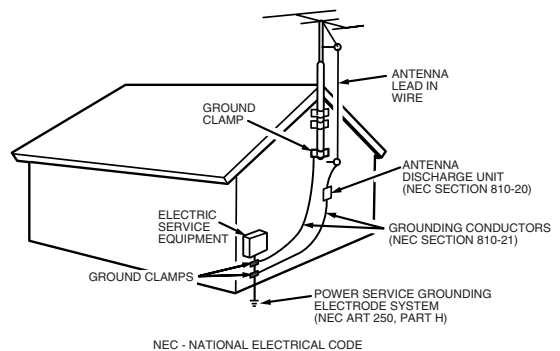 ANTENNA
LEAD IN
WIRE
GROUND
CLAMP
ANTENNA
DISCHARGE UNIT
(NEC SECTION 810-20)
ELECTRIC
SERVICE
EQUIPMENT
GROUNDING CONDUCTORS
(NEC SECTION 810-21)
GROUND CLAMPS
POWER SERVICE GROUNDING
ELECTRODE SYSTEM
(NEC ART 250, PART H)
NEC - NATIONAL ELECTRICAL CODE